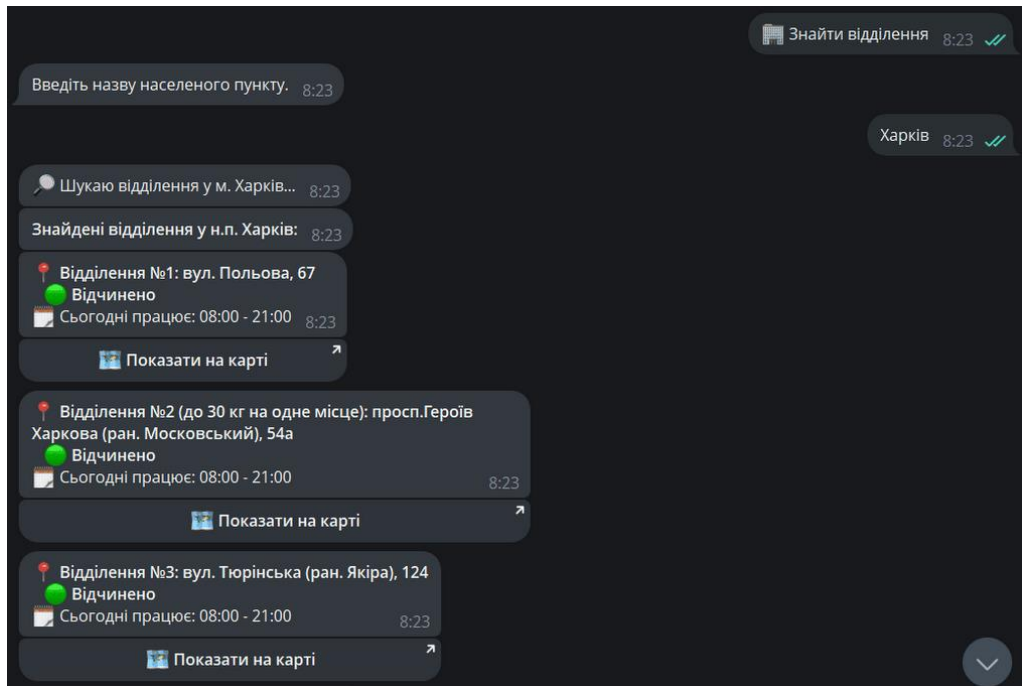 Знайти відділення 8:23
Введіть назву населеного пункту. 8:23
Харків 8:23
Шукаю відділення у м. Харків... 8:23
Знайдені відділення у н.п. Харків: 8:23
Відділення №1: вул. Польова, 67
Відчинено
Сьогодні працює: 08:00 - 21:00 8:23
Показати на карті
Відділення №2 (до 30 кг на одне місце): просп.Героїв
Харкова (ран. Московський), 54а
Відчинено
Сьогодні працює: 08:00 - 21:00 8:23
Показати на карті
Відділення №3: вул. Тюрінська (ран. Якіра), 124
Відчинено
Сьогодні працює: 08:00 - 21:00 8:23
Показати на карті